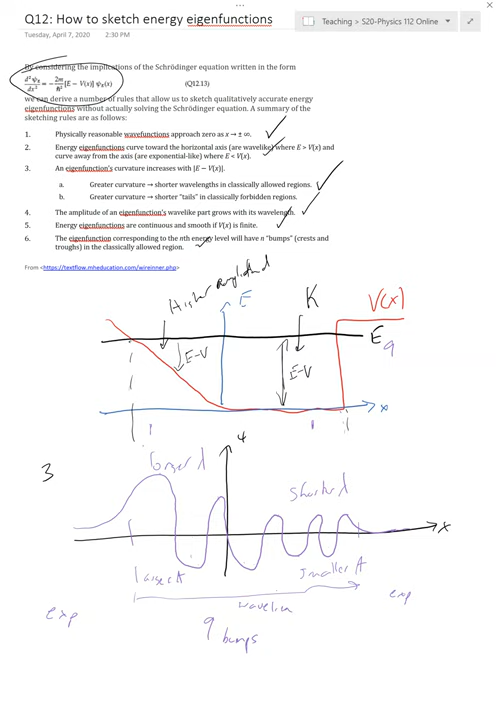 Q12: How to sketch energy eigenfunctions
Tuesday, April 7, 2020 2:30 PM
Teaching > S20-Physics 112 Online
By considering the implications of the Schrödinger equation written in the form
d²ψ_E/dx² = −2m/ħ² [E − V(x)] ψ_E(x) (Q12.13)
we can derive a number of rules that allow us to sketch qualitatively accurate energy
eigenfunctions without actually solving the Schrödinger equation. A summary of the
sketching rules are as follows:
1. Physically reasonable wavefunctions approach zero as x → ± ∞.
2. Energy eigenfunctions curve toward the horizontal axis (are wavelike) where E > V(x) and
curve away from the axis (are exponential-like) where E < V(x).
3. An eigenfunction's curvature increases with |E − V(x)|.
a. Greater curvature → shorter wavelengths in classically allowed regions.
b. Greater curvature → shorter "tails" in classically forbidden regions.
4. The amplitude of an eigenfunction's wavelike part grows with its wavelength.
5. Energy eigenfunctions are continuous and smooth if V(x) is finite.
6. The eigenfunction corresponding to the nth energy level will have n "bumps" (crests and
troughs) in the classically allowed region.
From <https://textflow.mheducation.com/wireinner.php>
Higher amplitud
E
K
V(x)
E
9
E-V
E-V
x
3
longer λ
ψ
Shorter λ
x
Larger A
Smaller A
exp
wavelike
exp
9
bumps